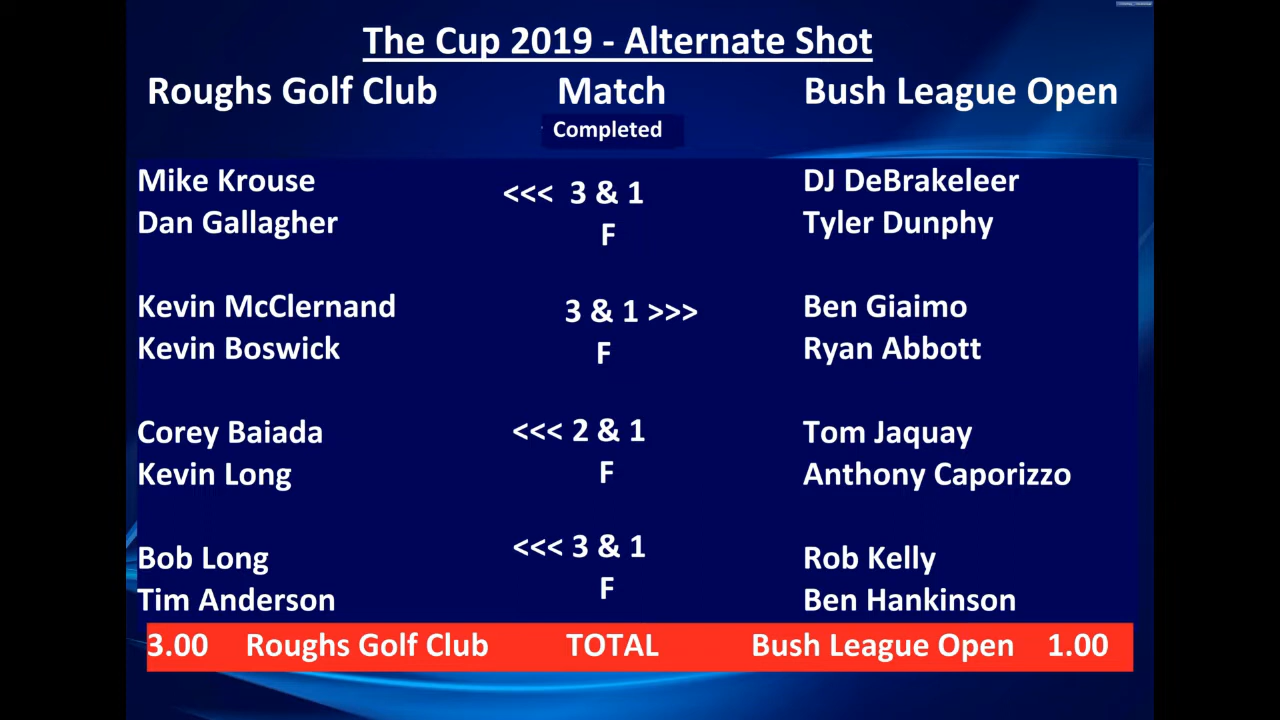 The Cup 2019 - Alternate Shot
Roughs Golf Club Match Bush League Open
Completed
Mike Krouse <<< 3 & 1 DJ DeBrakeleer
Dan Gallagher F Tyler Dunphy
Kevin McClernand 3 & 1 >>> Ben Giaimo
Kevin Boswick F Ryan Abbott
Corey Baiada <<< 2 & 1 Tom Jaquay
Kevin Long F Anthony Caporizzo
Bob Long <<< 3 & 1 Rob Kelly
Tim Anderson F Ben Hankinson
3.00 Roughs Golf Club TOTAL Bush League Open 1.00